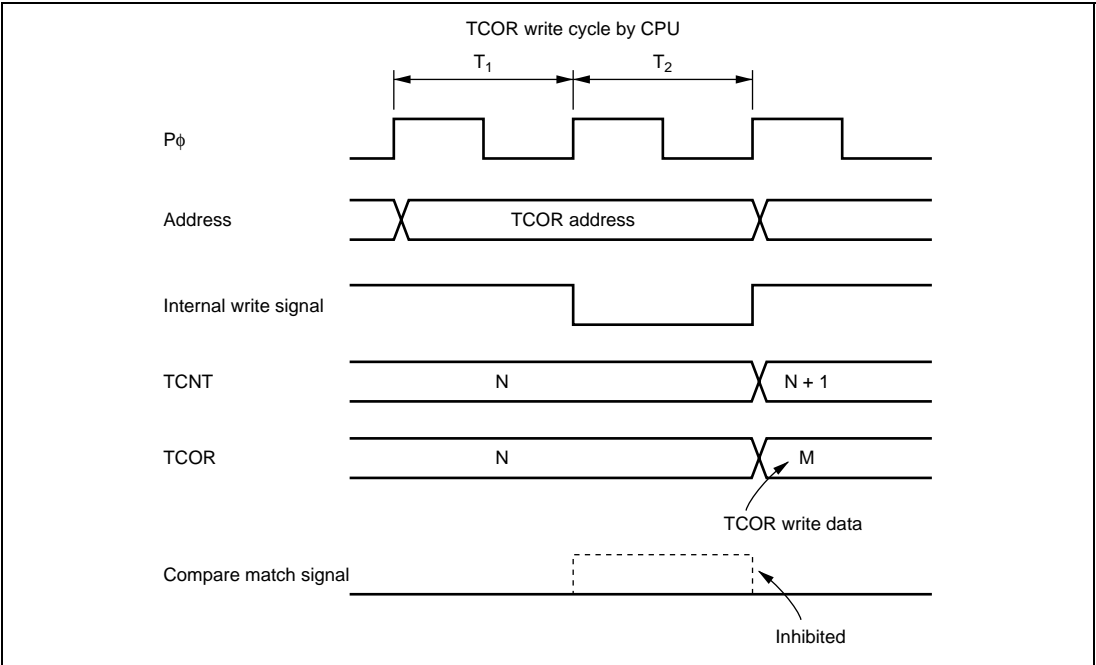 TCOR write cycle by CPU
T1 T2
Pϕ
Address TCOR address
Internal write signal
TCNT N N + 1
TCOR N M
TCOR write data
Compare match signal
Inhibited